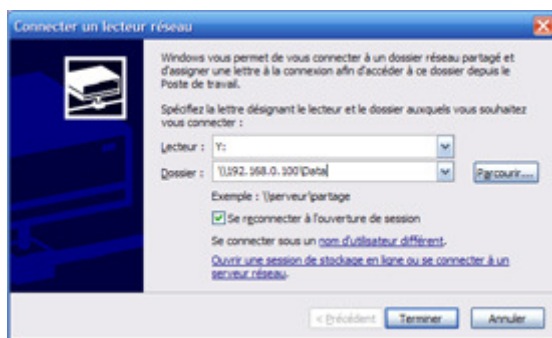 Connecter un lecteur réseau
Windows vous permet de vous connecter à un dossier réseau partagé et
d'assigner une lettre à la connexion afin d'accéder à ce dossier depuis le
Poste de travail.
Spécifiez la lettre désignant le lecteur et le dossier auxquels vous souhaitez
vous connecter :
Lecteur : Y:
Dossier : \\192.168.0.100\Data Parcourir...
Exemple : \\serveur\partage
Se reconnecter à l'ouverture de session
Se connecter sous un nom d'utilisateur différent.
Ouvrir une session de stockage en ligne ou se connecter à un
serveur réseau.
< Précédent Terminer Annuler